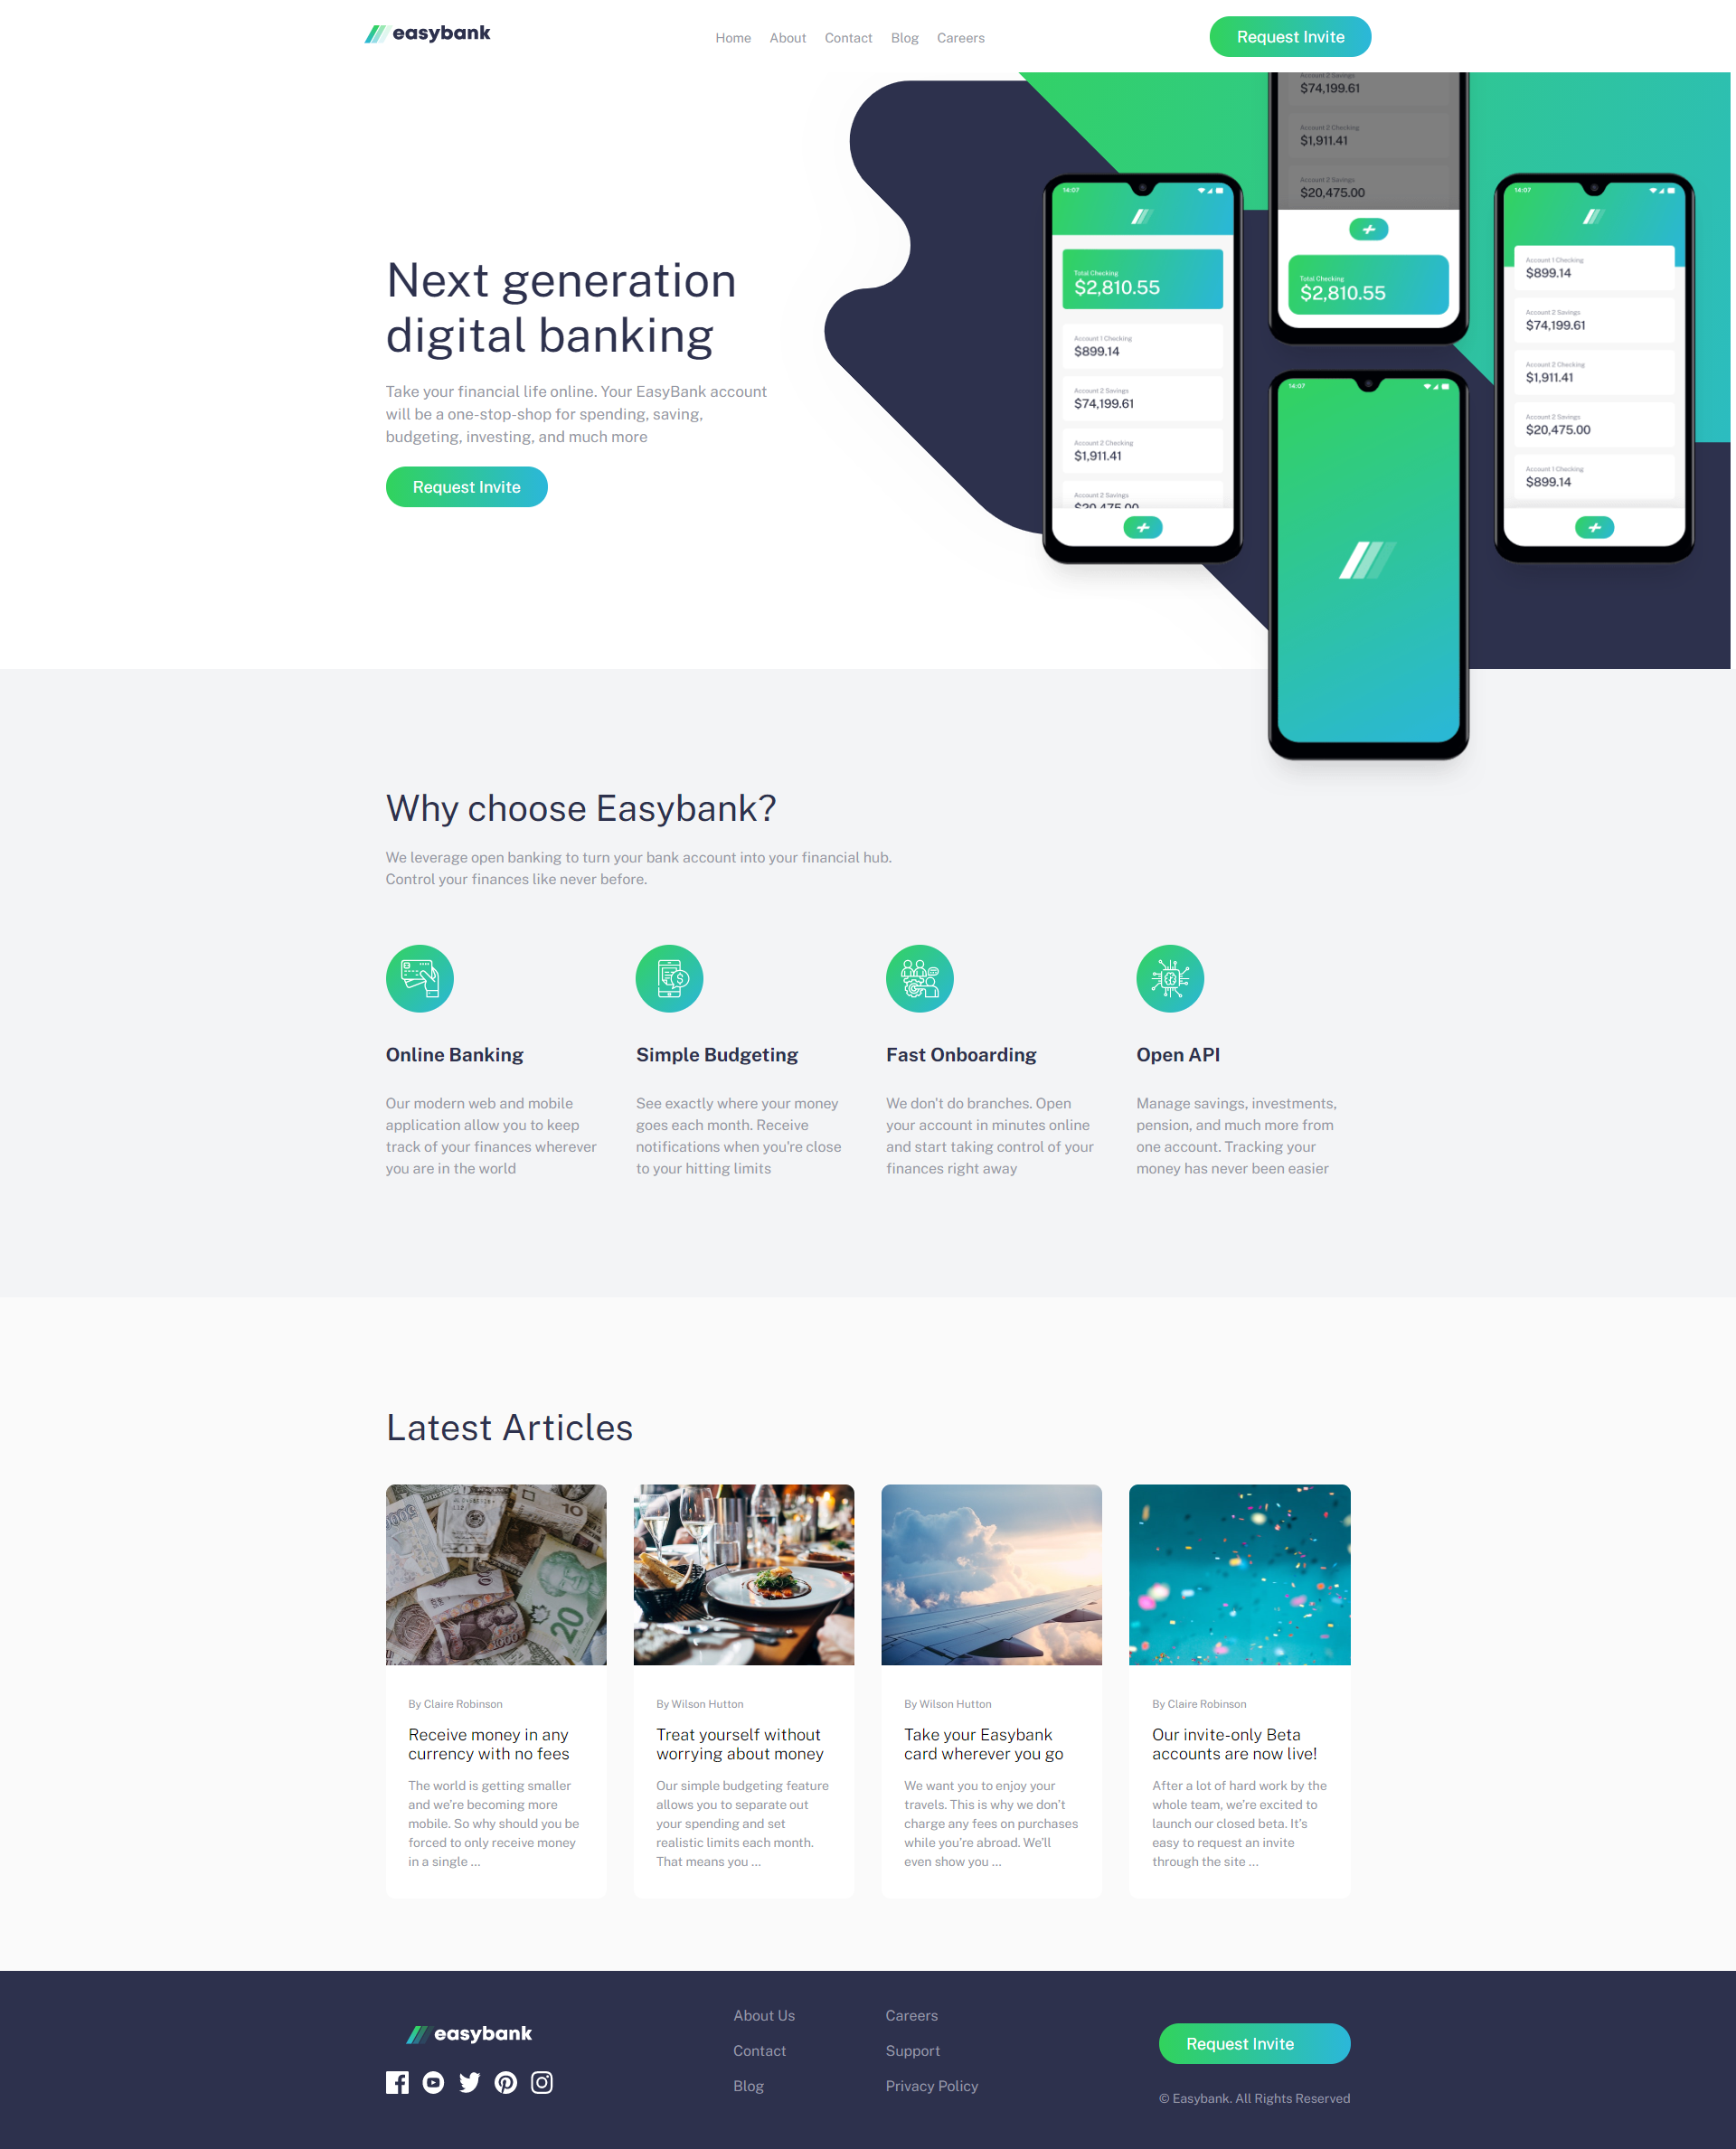 easybank
Home About Contact Blog Careers
Request Invite
Next generation
digital banking
Take your financial life online. Your EasyBank account
will be a one-stop-shop for spending, saving,
budgeting, investing, and much more
Request Invite
14:07
Total Checking
$2,810.55
Account 1 Checking
$899.14
Account 2 Savings
$74,199.61
Account 2 Checking
$1,911.41
Account 2 Savings
$20,475.00
Account 2 Savings
$74,199.61
Account 2 Checking
$1,911.41
Account 2 Savings
$20,475.00
Total Checking
$2,810.55
14:07
14:07
Account 1 Checking
$899.14
Account 2 Savings
$74,199.61
Account 2 Checking
$1,911.41
Account 2 Savings
$20,475.00
Account 1 Checking
$899.14
Why choose Easybank?
We leverage open banking to turn your bank account into your financial hub.
Control your finances like never before.
Online Banking
Our modern web and mobile
application allow you to keep
track of your finances wherever
you are in the world
Simple Budgeting
See exactly where your money
goes each month. Receive
notifications when you're close
to your hitting limits
Fast Onboarding
We don't do branches. Open
your account in minutes online
and start taking control of your
finances right away
Open API
Manage savings, investments,
pension, and much more from
one account. Tracking your
money has never been easier
Latest Articles
10
20
1000
By Claire Robinson
Receive money in any
currency with no fees
The world is getting smaller
and we're becoming more
mobile. So why should you be
forced to only receive money
in a single ...
By Wilson Hutton
Treat yourself without
worrying about money
Our simple budgeting feature
allows you to separate out
your spending and set
realistic limits each month.
That means you ...
By Wilson Hutton
Take your Easybank
card wherever you go
We want you to enjoy your
travels. This is why we don't
charge any fees on purchases
while you're abroad. We'll
even show you ...
By Claire Robinson
Our invite-only Beta
accounts are now live!
After a lot of hard work by the
whole team, we're excited to
launch our closed beta. It's
easy to request an invite
through the site ...
easybank
About Us
Contact
Blog
Careers
Support
Privacy Policy
Request Invite
© Easybank. All Rights Reserved